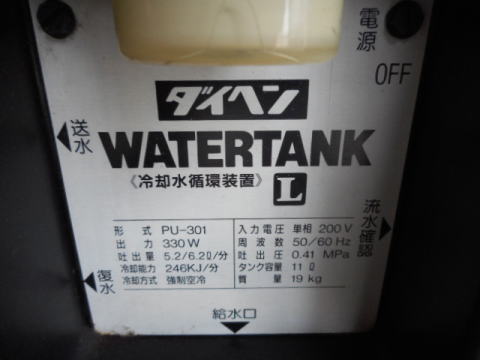 電源
OFF
ダイヘン
送水
WATERTANK
《冷却水循環装置》 L
流水確認
形式 PU-301 入力電圧 単相 200V
出力 330W 周波数 50/60 Hz
吐出量 5.2/6.2ℓ/分 吐出圧 0.41 MPa
冷却能力 246KJ/分 タンク容量 11ℓ
冷却方式 強制空冷 質量 19 kg
復水
給水口